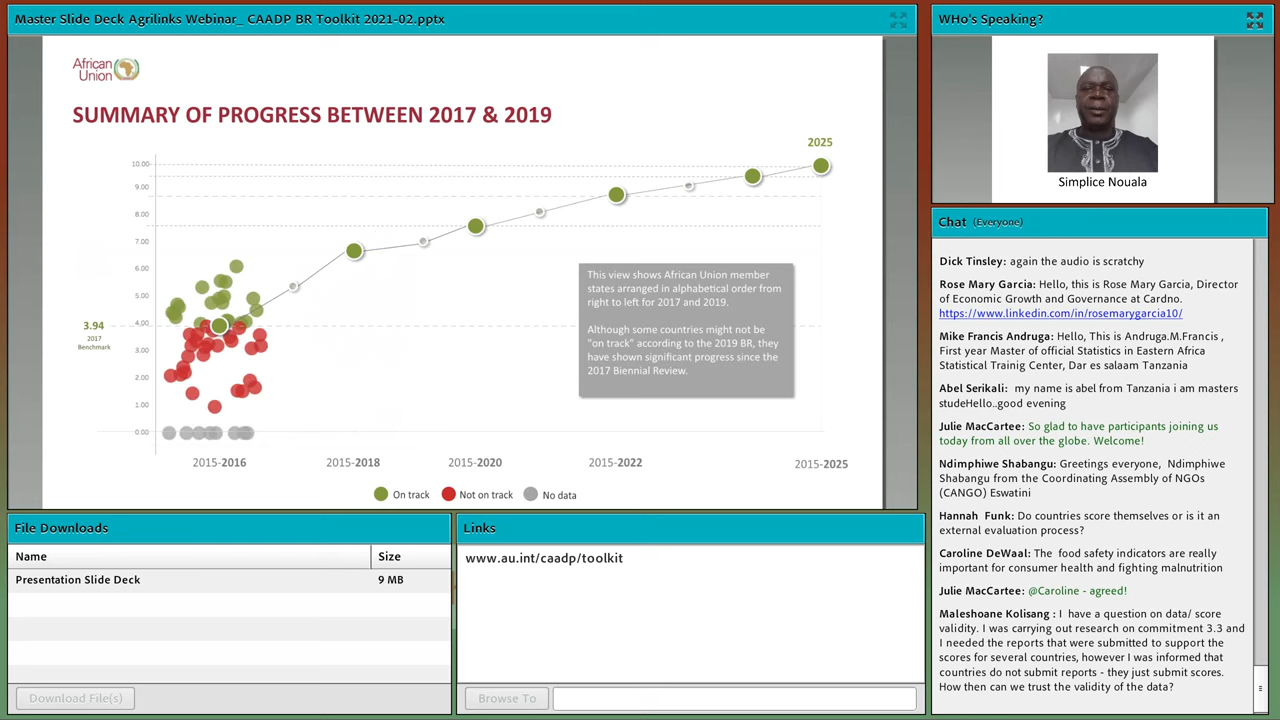 Master Slide Deck Agrilinks Webinar_ CAADP BR Toolkit 2021-02.pptx
African
Union
SUMMARY OF PROGRESS BETWEEN 2017 & 2019
2025
10.00
9.00
8.00
7.00
6.00
5.00
4.00
3.00
2.00
1.00
0.00
3.94
2017
Benchmark
This view shows African Union member
states arranged in alphabetical order from
right to left for 2017 and 2019.
Although some countries might not be
"on track" according to the 2019 BR, they
have shown significant progress since the
2017 Biennial Review.
2015-2016
2015-2018
2015-2020
2015-2022
2015-2025
On track
Not on track
No data
File Downloads
Name Size
Presentation Slide Deck 9 MB
Download File(s)
Links
www.au.int/caadp/toolkit
Browse To
WHo's Speaking?
Simplice Nouala
Chat (Everyone)
Dick Tinsley: again the audio is scratchy
Rose Mary Garcia: Hello, this is Rose Mary Garcia, Director
of Economic Growth and Governance at Cardno.
https://www.linkedin.com/in/rosemarygarcia10/
Mike Francis Andruga: Hello, This is Andruga.M.Francis ,
First year Master of official Statistics in Eastern Africa
Statistical Trainig Center, Dar es salaam Tanzania
Abel Serikali: my name is abel from Tanzania i am masters
studeHello..good evening
Julie MacCartee: So glad to have participants joining us
today from all over the globe. Welcome!
Ndimphiwe Shabangu: Greetings everyone, Ndimphiwe
Shabangu from the Coordinating Assembly of NGOs
(CANGO) Eswatini
Hannah Funk: Do countries score themselves or is it an
external evaluation process?
Caroline DeWaal: The food safety indicators are really
important for consumer health and fighting malnutrition
Julie MacCartee: @Caroline - agreed!
Maleshoane Kolisang : I have a question on data/ score
validity. I was carrying out research on commitment 3.3 and
I needed the reports that were submitted to support the
scores for several countries, however I was informed that
countries do not submit reports - they just submit scores.
How then can we trust the validity of the data?